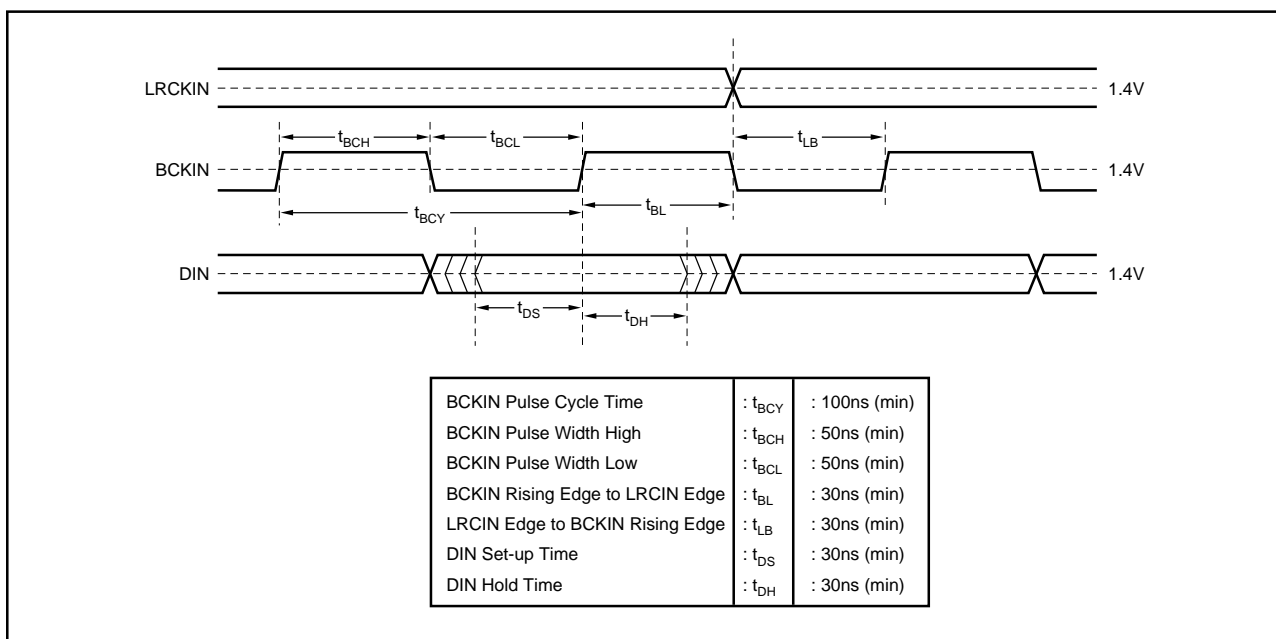 LRCKIN
1.4V
t_BCH
t_BCL
t_LB
BCKIN
1.4V
t_BCY
t_BL
DIN
1.4V
t_DS
t_DH
BCKIN Pulse Cycle Time : t_BCY : 100ns (min)
BCKIN Pulse Width High : t_BCH : 50ns (min)
BCKIN Pulse Width Low : t_BCL : 50ns (min)
BCKIN Rising Edge to LRCIN Edge : t_BL : 30ns (min)
LRCIN Edge to BCKIN Rising Edge : t_LB : 30ns (min)
DIN Set-up Time : t_DS : 30ns (min)
DIN Hold Time : t_DH : 30ns (min)